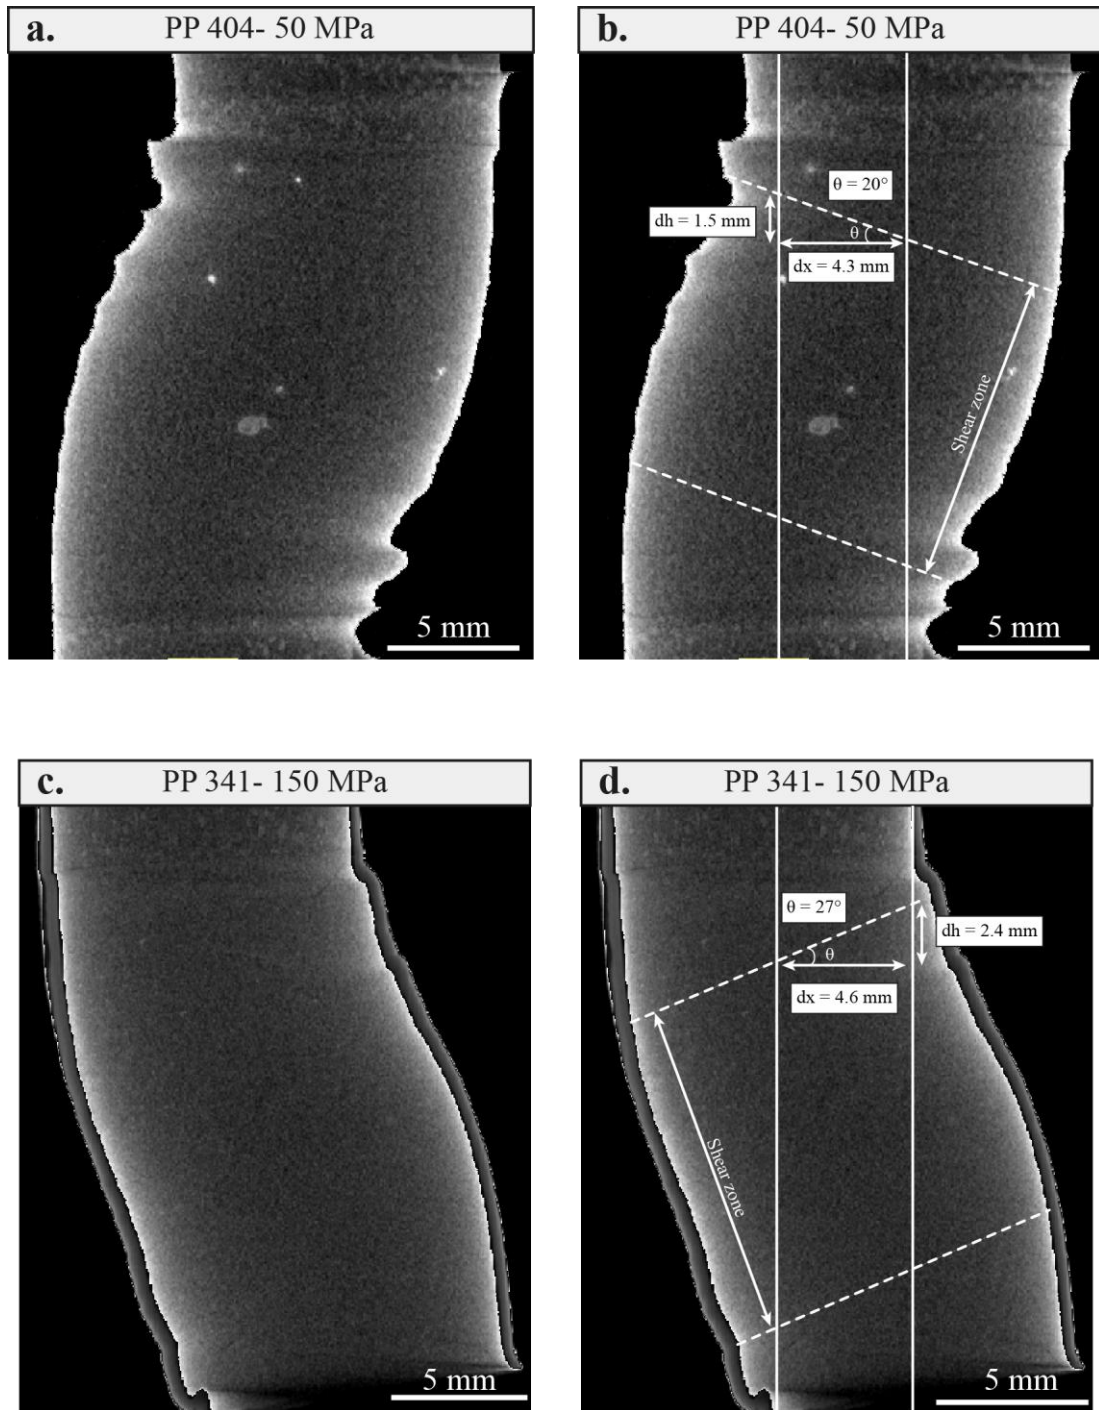 a. PP 404- 50 MPa
5 mm
b. PP 404- 50 MPa
θ = 20°
dh = 1.5 mm
θ
dx = 4.3 mm
Shear zone
5 mm
c. PP 341- 150 MPa
5 mm
d. PP 341- 150 MPa
θ = 27°
dh = 2.4 mm
θ
dx = 4.6 mm
Shear zone
5 mm